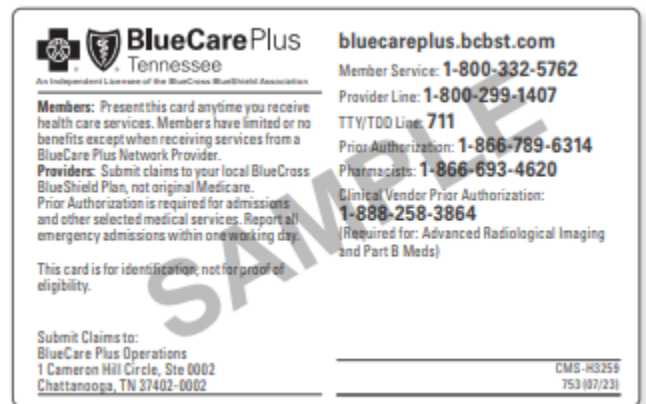 BlueCare Plus
Tennessee
An Independent Licensee of the BlueCross BlueShield Association
Members: Present this card anytime you receive
health care services. Members have limited or no
benefits except when receiving services from a
BlueCare Plus Network Provider.
Providers: Submit claims to your local BlueCross
BlueShield Plan, not original Medicare.
Prior Authorization is required for admissions
and other selected medical services. Report all
emergency admissions within one working day.
This card is for identification, not for proof of
eligibility.
Submit Claims to:
BlueCare Plus Operations
1 Cameron Hill Circle, Ste 0002
Chattanooga, TN 37402-0002
bluecareplus.bcbst.com
Member Service: 1-800-332-5762
Provider Line: 1-800-299-1407
TTY/TDD Line: 711
Prior Authorization: 1-866-789-6314
Pharmacists: 1-866-693-4620
Clinical Vendor Prior Authorization:
1-888-258-3864
(Required for: Advanced Radiological Imaging
and Part B Meds)
CMS-H3259
753 (07/23)
SAMPLE